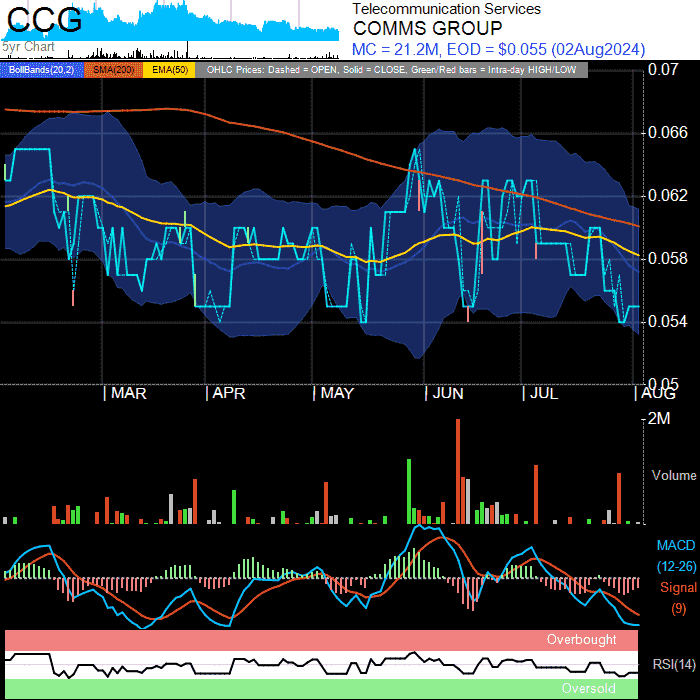 CCG
5yr Chart
Telecommunication Services
COMMS GROUP
MC = 21.2M, EOD = $0.055 (02Aug2024)
BollBands(20,2) SMA(200) EMA(50) OHLC Prices: Dashed = OPEN, Solid = CLOSE, Green/Red bars = Intra-day HIGH/LOW
0.07
0.066
0.062
0.058
0.054
0.05
MAR APR MAY JUN JUL AUG
2M
Volume
MACD
(12-26)
Signal
(9)
Overbought
RSI(14)
Oversold